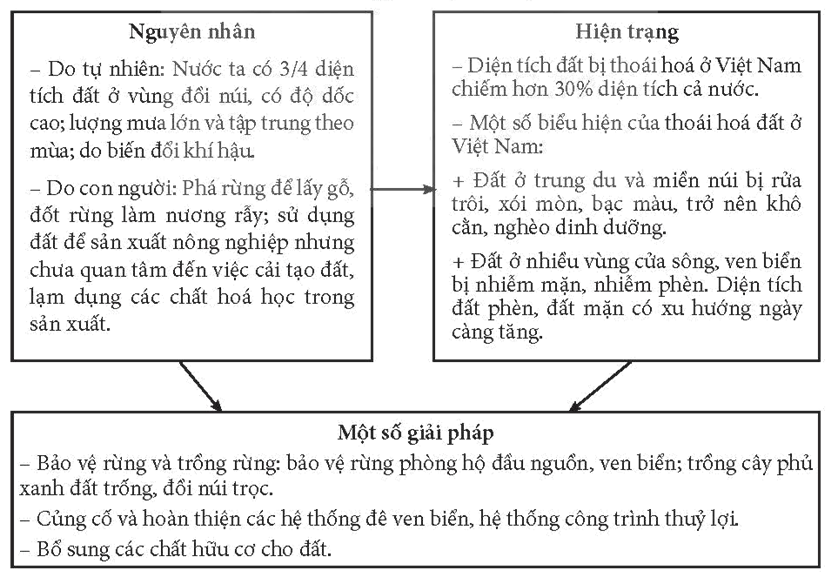 Nguyên nhân
– Do tự nhiên: Nước ta có 3/4 diện
tích đất ở vùng đồi núi, có độ dốc
cao; lượng mưa lớn và tập trung theo
mùa; do biến đổi khí hậu.
– Do con người: Phá rừng để lấy gỗ,
đốt rừng làm nương rẫy; sử dụng
đất để sản xuất nông nghiệp nhưng
chưa quan tâm đến việc cải tạo đất,
lạm dụng các chất hoá học trong
sản xuất.
Hiện trạng
– Diện tích đất bị thoái hoá ở Việt Nam
chiếm hơn 30% diện tích cả nước.
– Một số biểu hiện của thoái hoá đất ở
Việt Nam:
+ Đất ở trung du và miền núi bị rửa
trôi, xói mòn, bạc màu, trở nên khô
cằn, nghèo dinh dưỡng.
+ Đất ở nhiều vùng cửa sông, ven biển
bị nhiễm mặn, nhiễm phèn. Diện tích
đất phèn, đất mặn có xu hướng ngày
càng tăng.
Một số giải pháp
– Bảo vệ rừng và trồng rừng: bảo vệ rừng phòng hộ đầu nguồn, ven biển; trồng cây phủ
xanh đất trống, đồi núi trọc.
– Củng cố và hoàn thiện các hệ thống đê ven biển, hệ thống công trình thuỷ lợi.
– Bổ sung các chất hữu cơ cho đất.